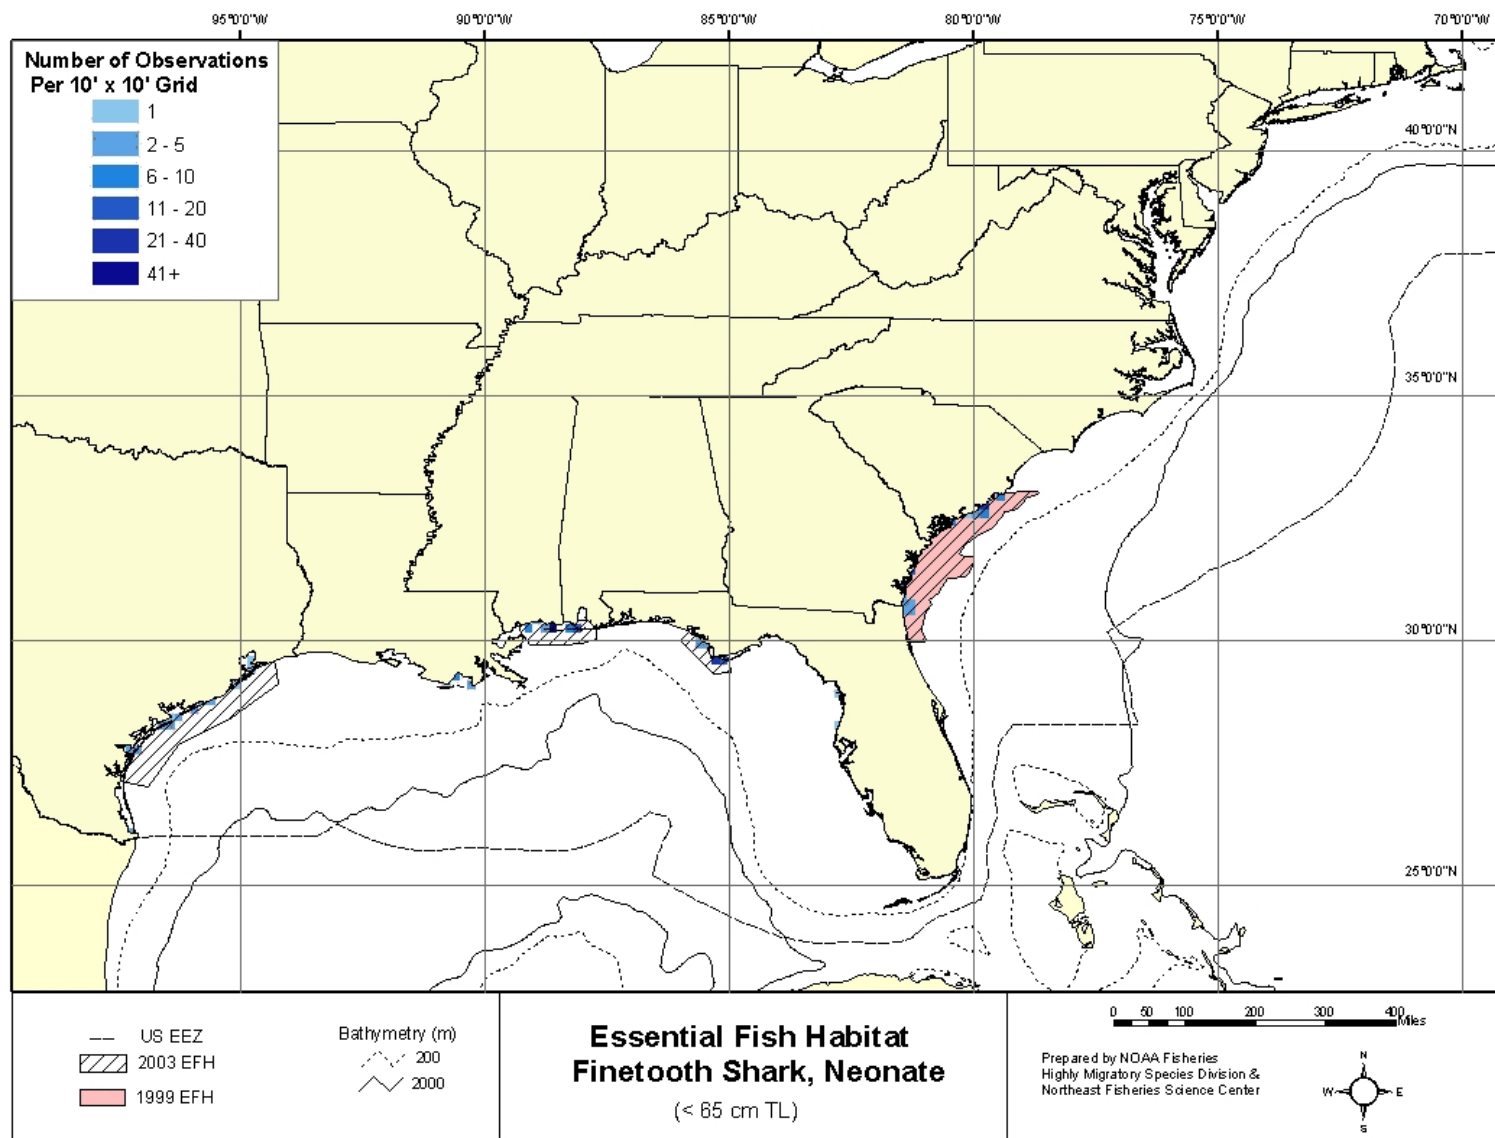 95°0'0"W 90°0'0"W 85°0'0"W 80°0'0"W 75°0'0"W 70°0'0"W
Number of Observations
Per 10' x 10' Grid
1
2 - 5
6 - 10
11 - 20
21 - 40
41+
40°0'0"N
35°0'0"N
30°0'0"N
25°0'0"N
US EEZ
2003 EFH
1999 EFH
Bathymetry (m)
200
2000
Essential Fish Habitat
Finetooth Shark, Neonate
(< 65 cm TL)
0 50 100 200 300 400
Miles
Prepared by NOAA Fisheries
Highly Migratory Species Division &
Northeast Fisheries Science Center
N
W E
S